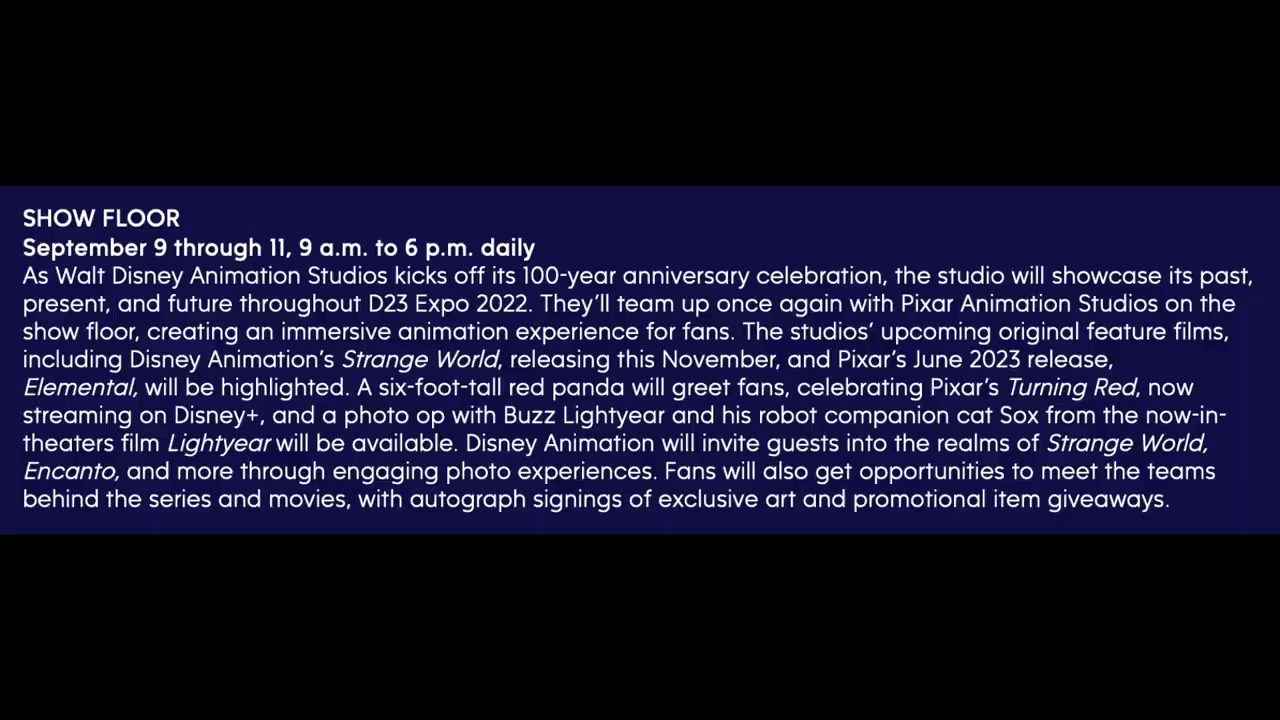 SHOW FLOOR
September 9 through 11, 9 a.m. to 6 p.m. daily
As Walt Disney Animation Studios kicks off its 100-year anniversary celebration, the studio will showcase its past,
present, and future throughout D23 Expo 2022. They’ll team up once again with Pixar Animation Studios on the
show floor, creating an immersive animation experience for fans. The studios’ upcoming original feature films,
including Disney Animation’s Strange World, releasing this November, and Pixar’s June 2023 release,
Elemental, will be highlighted. A six-foot-tall red panda will greet fans, celebrating Pixar’s Turning Red, now
streaming on Disney+, and a photo op with Buzz Lightyear and his robot companion cat Sox from the now-in-
theaters film Lightyear will be available. Disney Animation will invite guests into the realms of Strange World,
Encanto, and more through engaging photo experiences. Fans will also get opportunities to meet the teams
behind the series and movies, with autograph signings of exclusive art and promotional item giveaways.